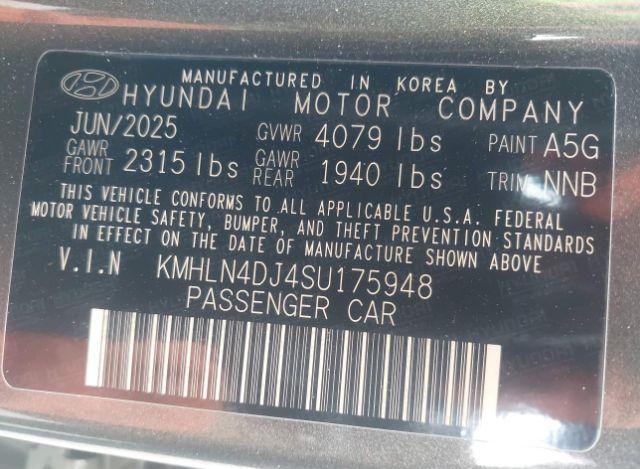 MANUFACTURED IN KOREA BY
HYUNDAI MOTOR COMPANY
JUN/2025 GVWR 4079 lbs PAINT A5G
GAWR FRONT 2315 lbs GAWR REAR 1940 lbs TRIM NNB
THIS VEHICLE CONFORMS TO ALL APPLICABLE U.S.A. FEDERAL
MOTOR VEHICLE SAFETY, BUMPER, AND THEFT PREVENTION STANDARDS
IN EFFECT ON THE DATE OF MANUFACTURE SHOWN ABOVE
V.I.N KMHLN4DJ4SU175948
PASSENGER CAR